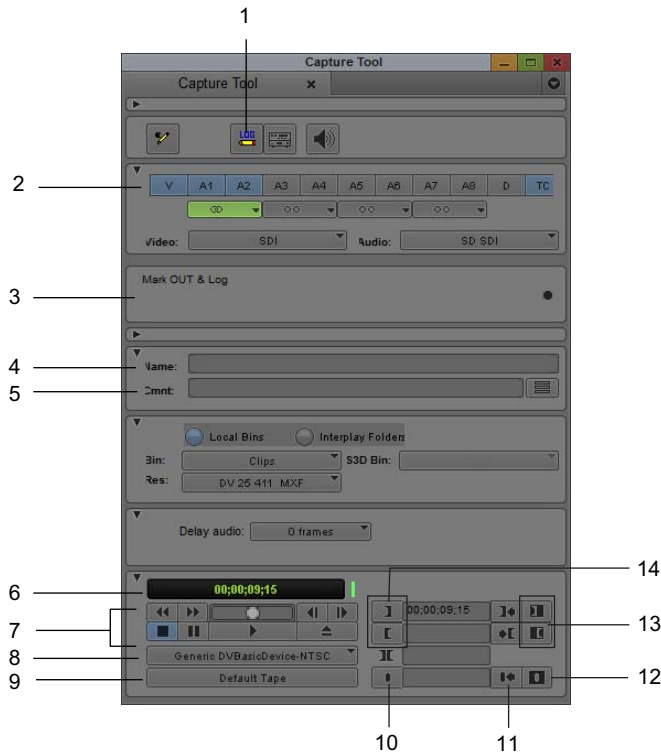 1
Capture Tool
Capture Tool
LOG
2
V A1 A2 A3 A4 A5 A6 A7 A8 D TC
Video: SDI Audio: SD SDI
3
Mark OUT & Log
4
Name:
5
Cmnt:
Local Bins Interplay Folders
Bin: Clips S3D Bin:
Res: DV 25 411 MXF
Delay audio: 0 frames
14
6
00;00;09;15
7
00;00;09;15
13
8
Generic DVBasicDevice-NTSC
9
Default Tape
12
10
11